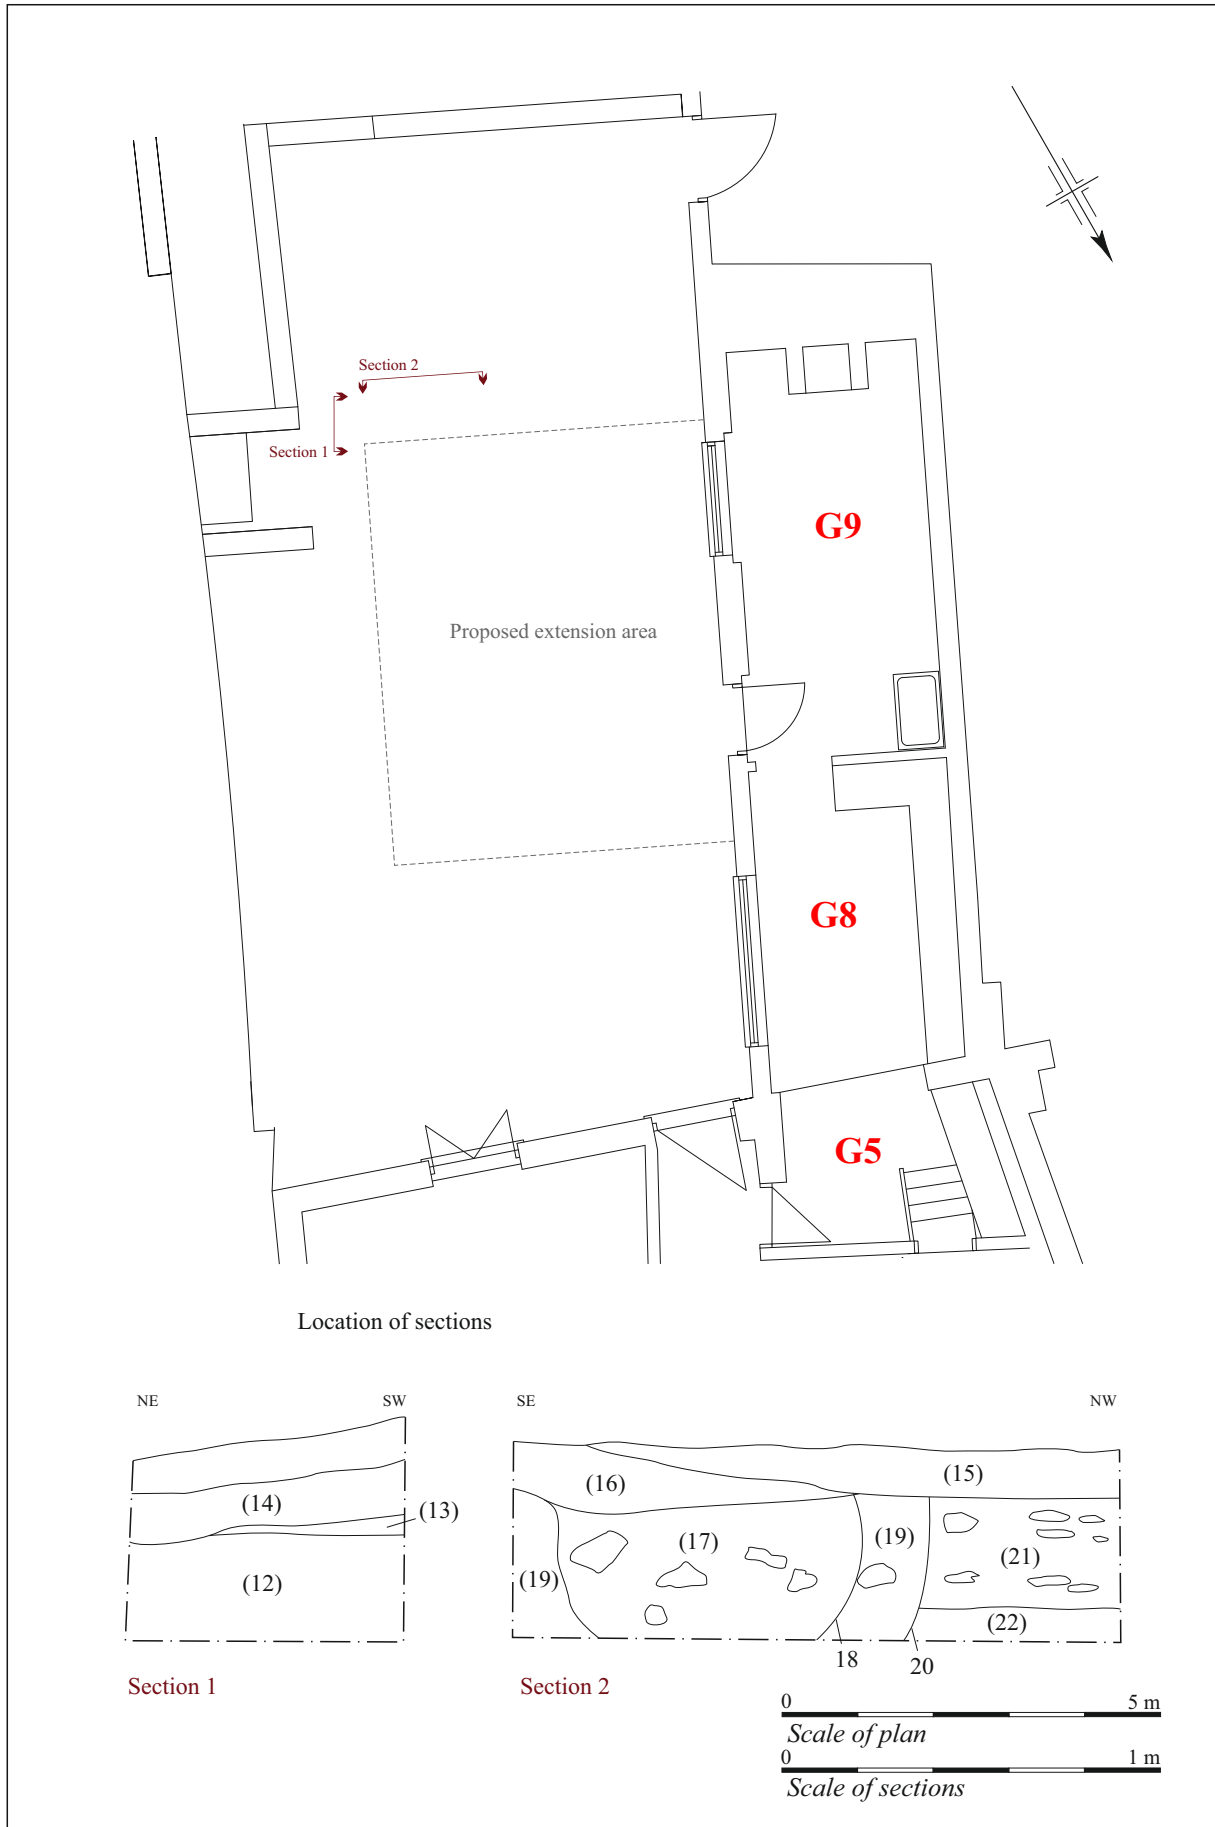 Section 2
Section 1
G9
Proposed extension area
G8
G5
Location of sections
NE SW
(14)
(13)
(12)
Section 1
SE NW
(16)
(15)
(17)
(19)
(19)
(21)
(22)
18
20
Section 2
0 5 m
Scale of plan
0 1 m
Scale of sections